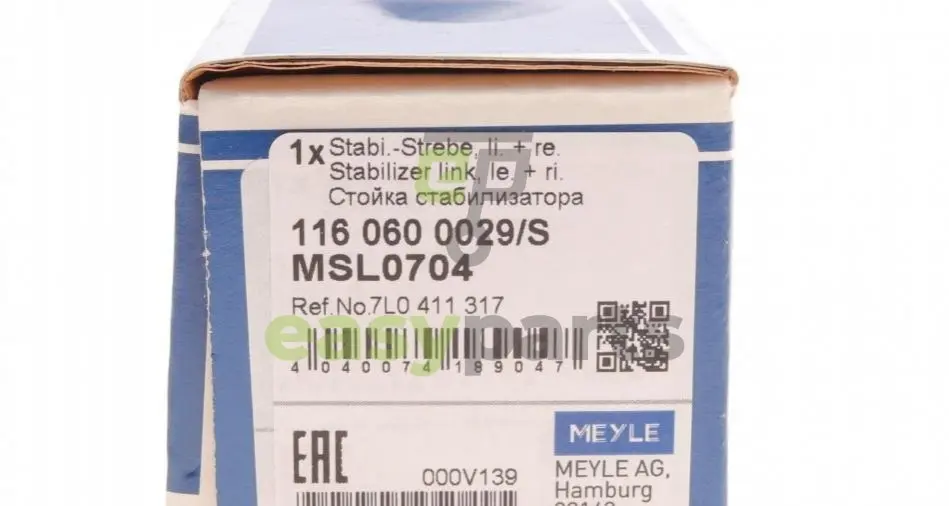 1x Stabi.-Strebe, li. + re.
Stabilizer link, le. + ri.
Стойка стабилизатора
116 060 0029/S
MSL0704
Ref.No.7L0 411 317
easyparts
4 040074 189047
EAC
000V139
MEYLE
MEYLE AG,
Hamburg